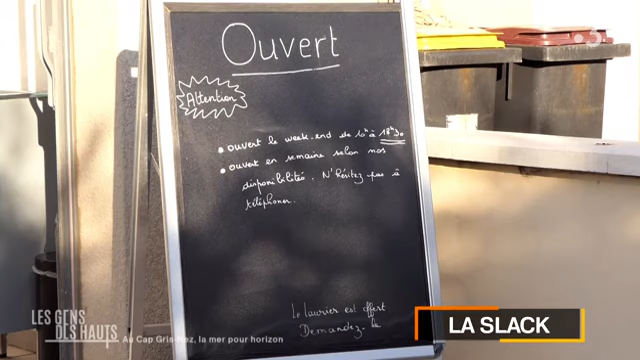 Ouvert
Attention
• ouvert le week-end de 10h à 18h30
• ouvert en semaine selon nos
disponibilités. N'hésitez pas à
téléphoner.
Le laurier est offert
Demandez-le
LES GENS
DES HAUTS
Au Cap Gris-Nez, la mer pour horizon
LA SLACK
3